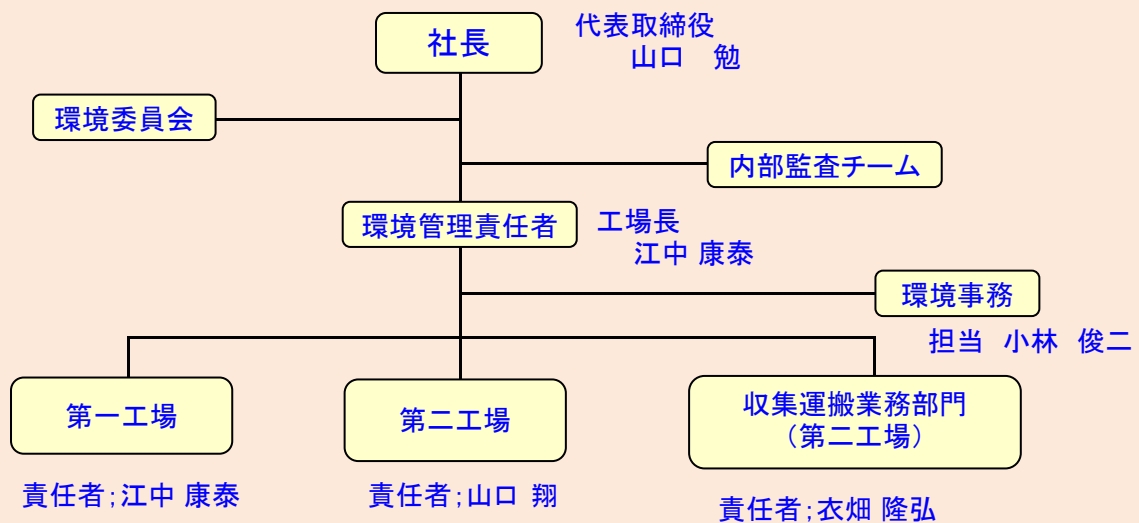 社長
代表取締役
山口　勉
環境委員会
内部監査チーム
環境管理責任者
工場長
江中 康泰
環境事務
担当　小林　俊二
第一工場
第二工場
収集運搬業務部門
（第二工場）
責任者;江中 康泰
責任者;山口 翔
責任者;衣畑 隆弘